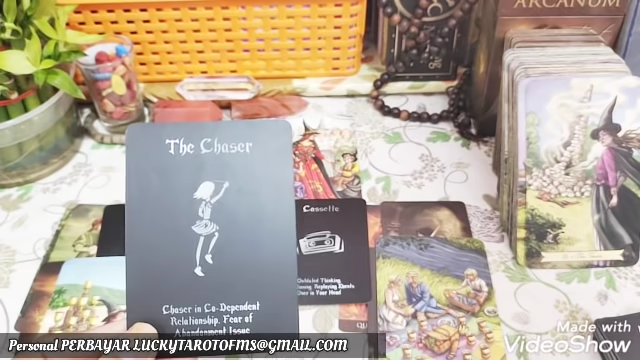 ARCANUM
The Chaser
Chaser in Co-Dependent
Relationship. Fear of
Abandonment Issue
Cassette
Made with
VideoShow
Personal PERBAYAR LUCKYTAROTOFMS@GMAIL.COM